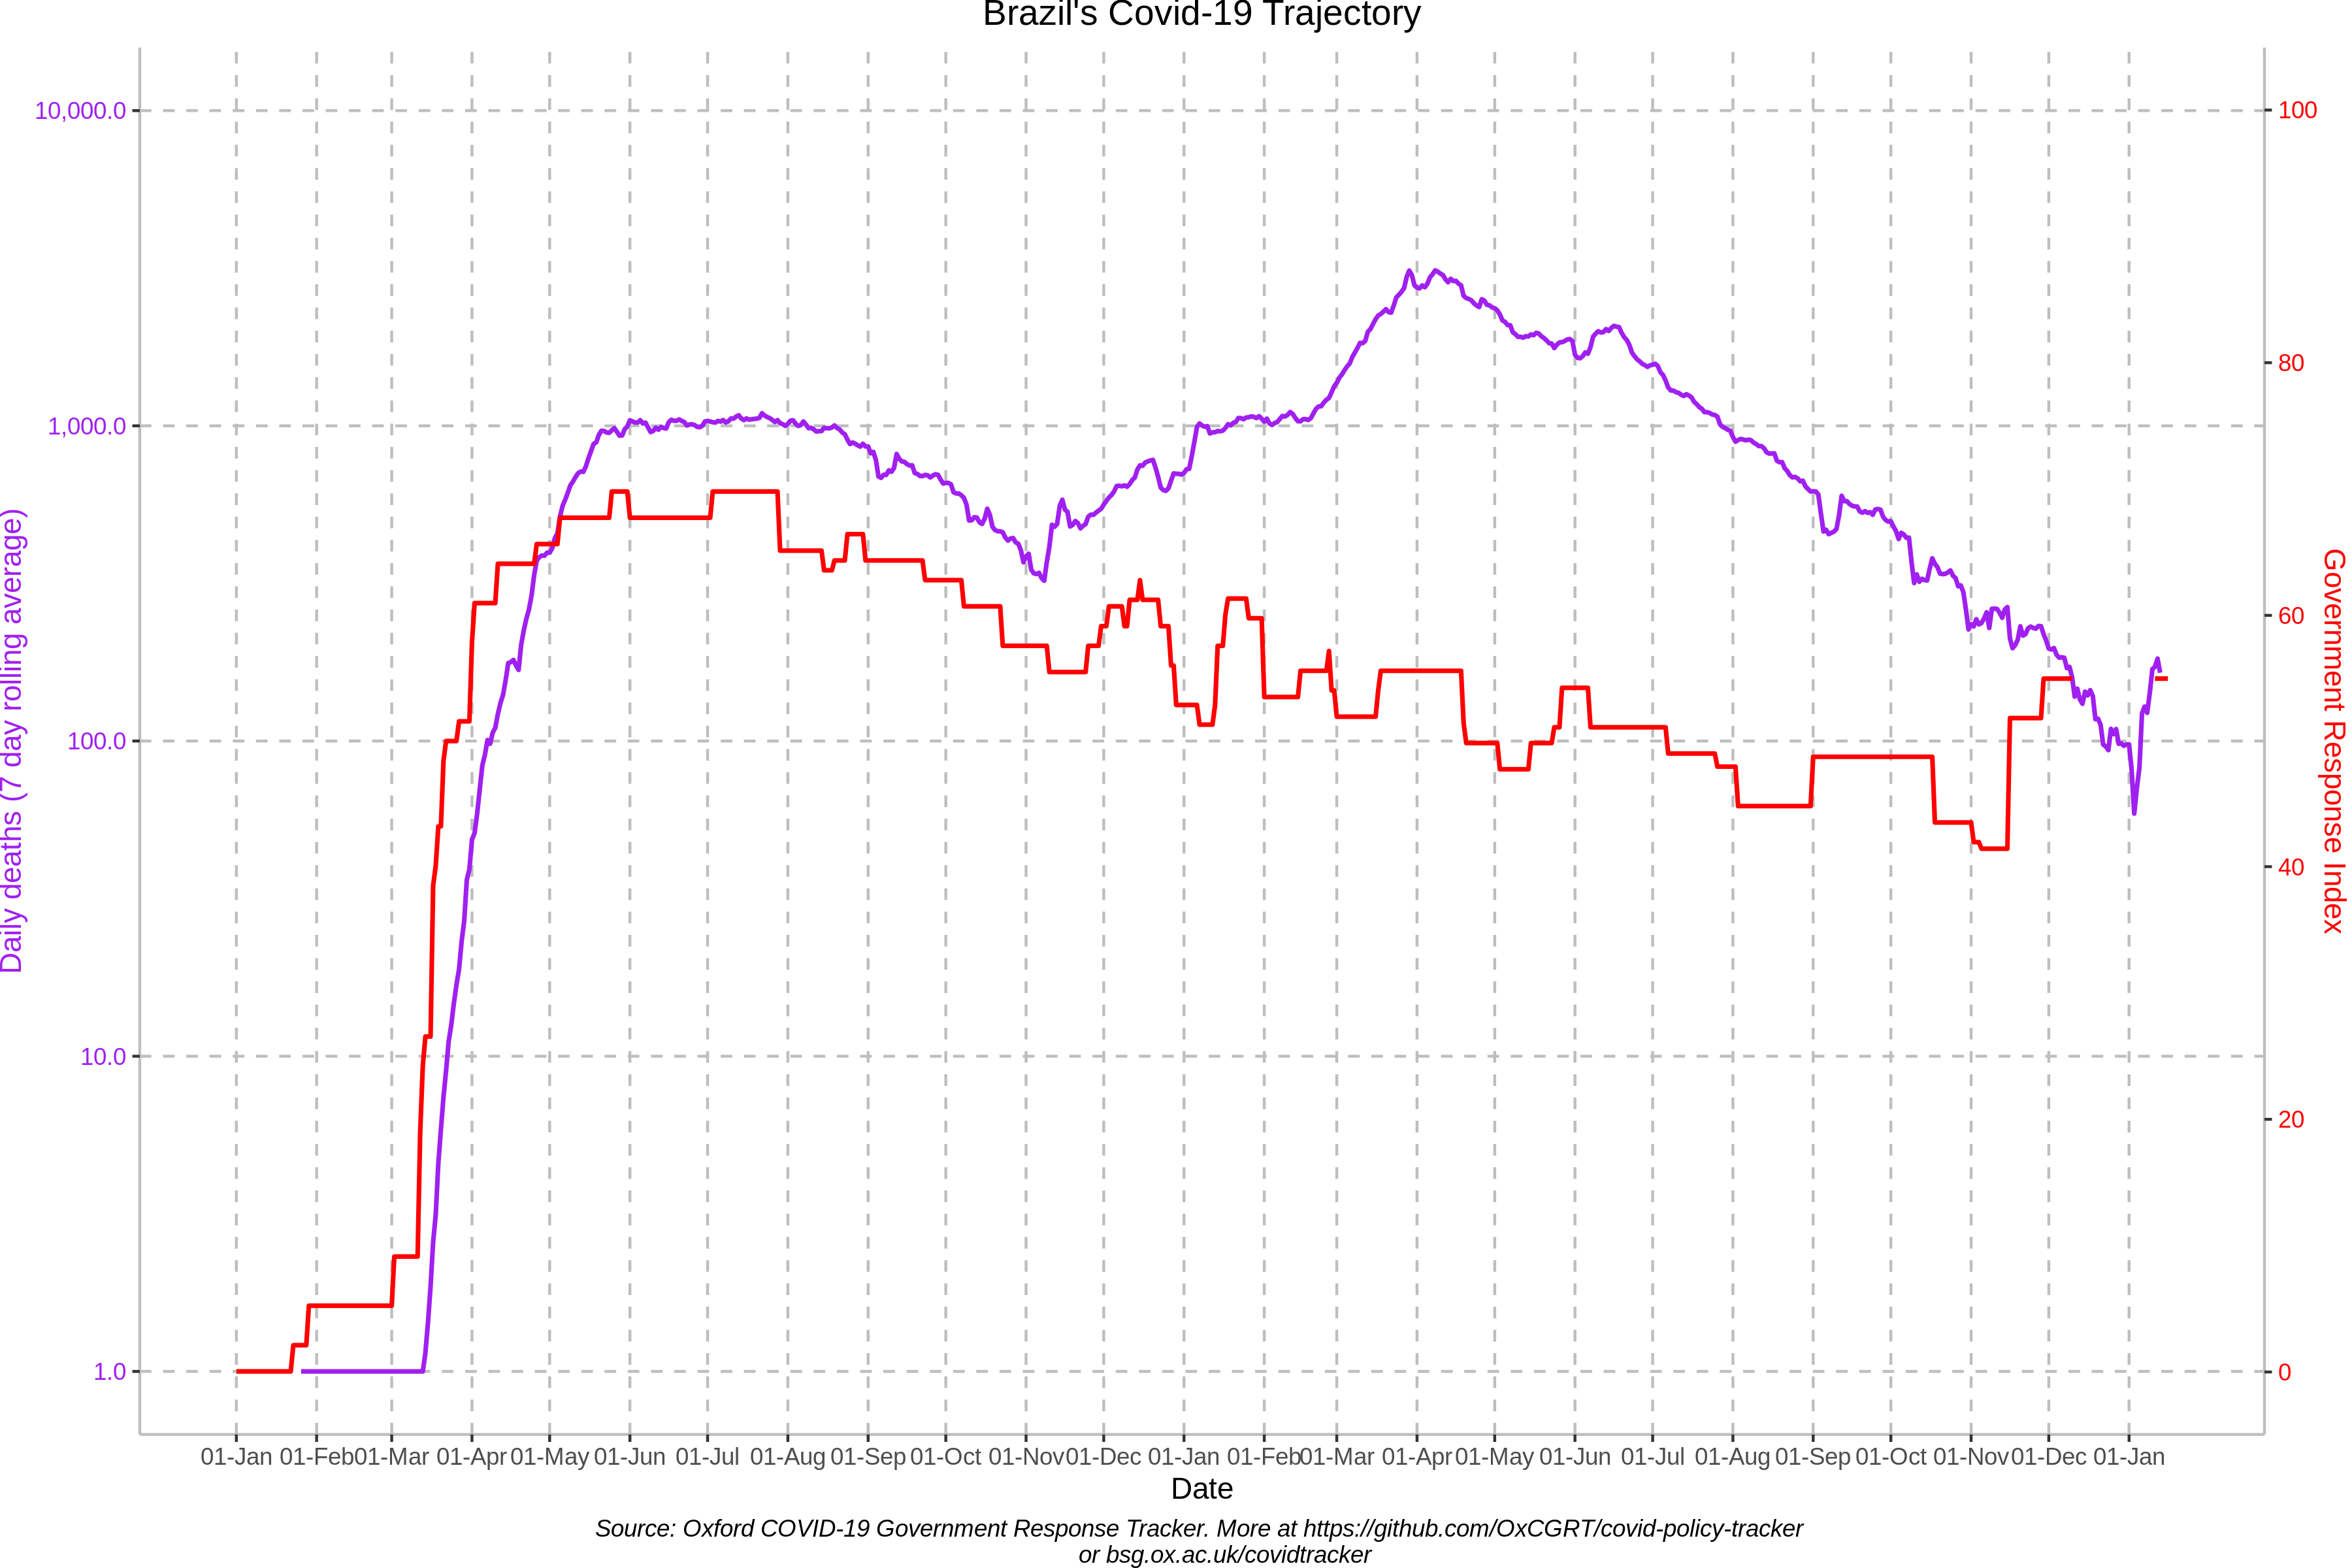 Brazil's Covid-19 Trajectory
10,000.0
1,000.0
100.0
10.0
1.0
Daily deaths (7 day rolling average)
100
80
60
40
20
0
Government Response Index
01-Jan 01-Feb 01-Mar 01-Apr 01-May 01-Jun 01-Jul 01-Aug 01-Sep 01-Oct 01-Nov 01-Dec 01-Jan 01-Feb 01-Mar 01-Apr 01-May 01-Jun 01-Jul 01-Aug 01-Sep 01-Oct 01-Nov 01-Dec 01-Jan
Date
Source: Oxford COVID-19 Government Response Tracker. More at https://github.com/OxCGRT/covid-policy-tracker
or bsg.ox.ac.uk/covidtracker